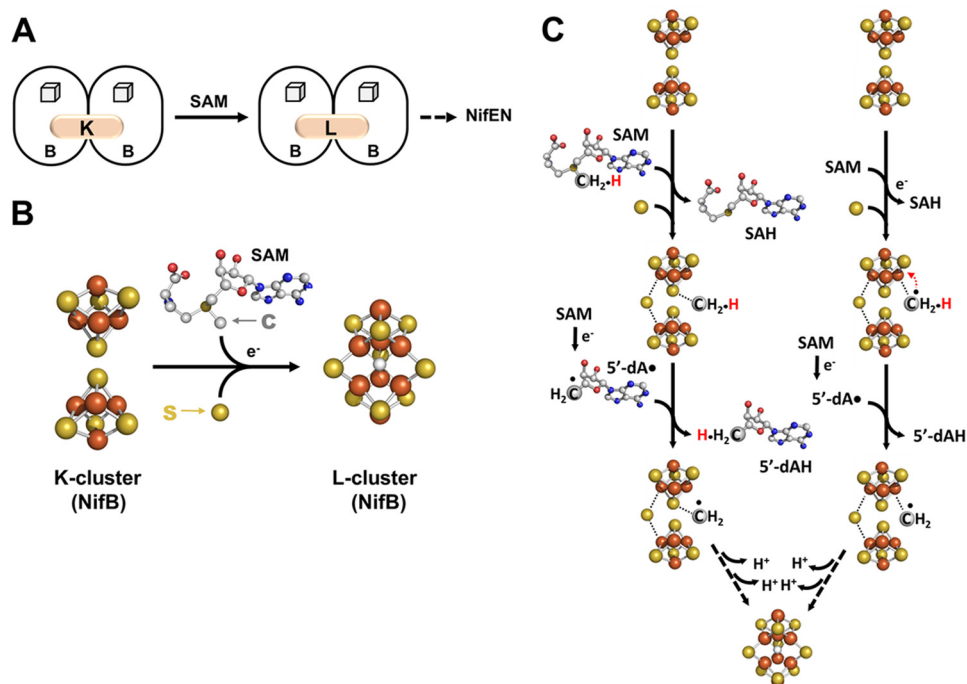 A
SAM
K
B
B
L
B
B
NifEN
B
SAM
C
e-
S
K-cluster
(NifB)
L-cluster
(NifB)
C
SAM
CH2•H
SAH
SAM
e-
SAH
CH2•H
CH2•H
SAM
e-
5'-dA•
H2C
H•H2C
5'-dAH
SAM
e-
5'-dA•
5'-dAH
CH2
CH2
H+
H+
H+
H+